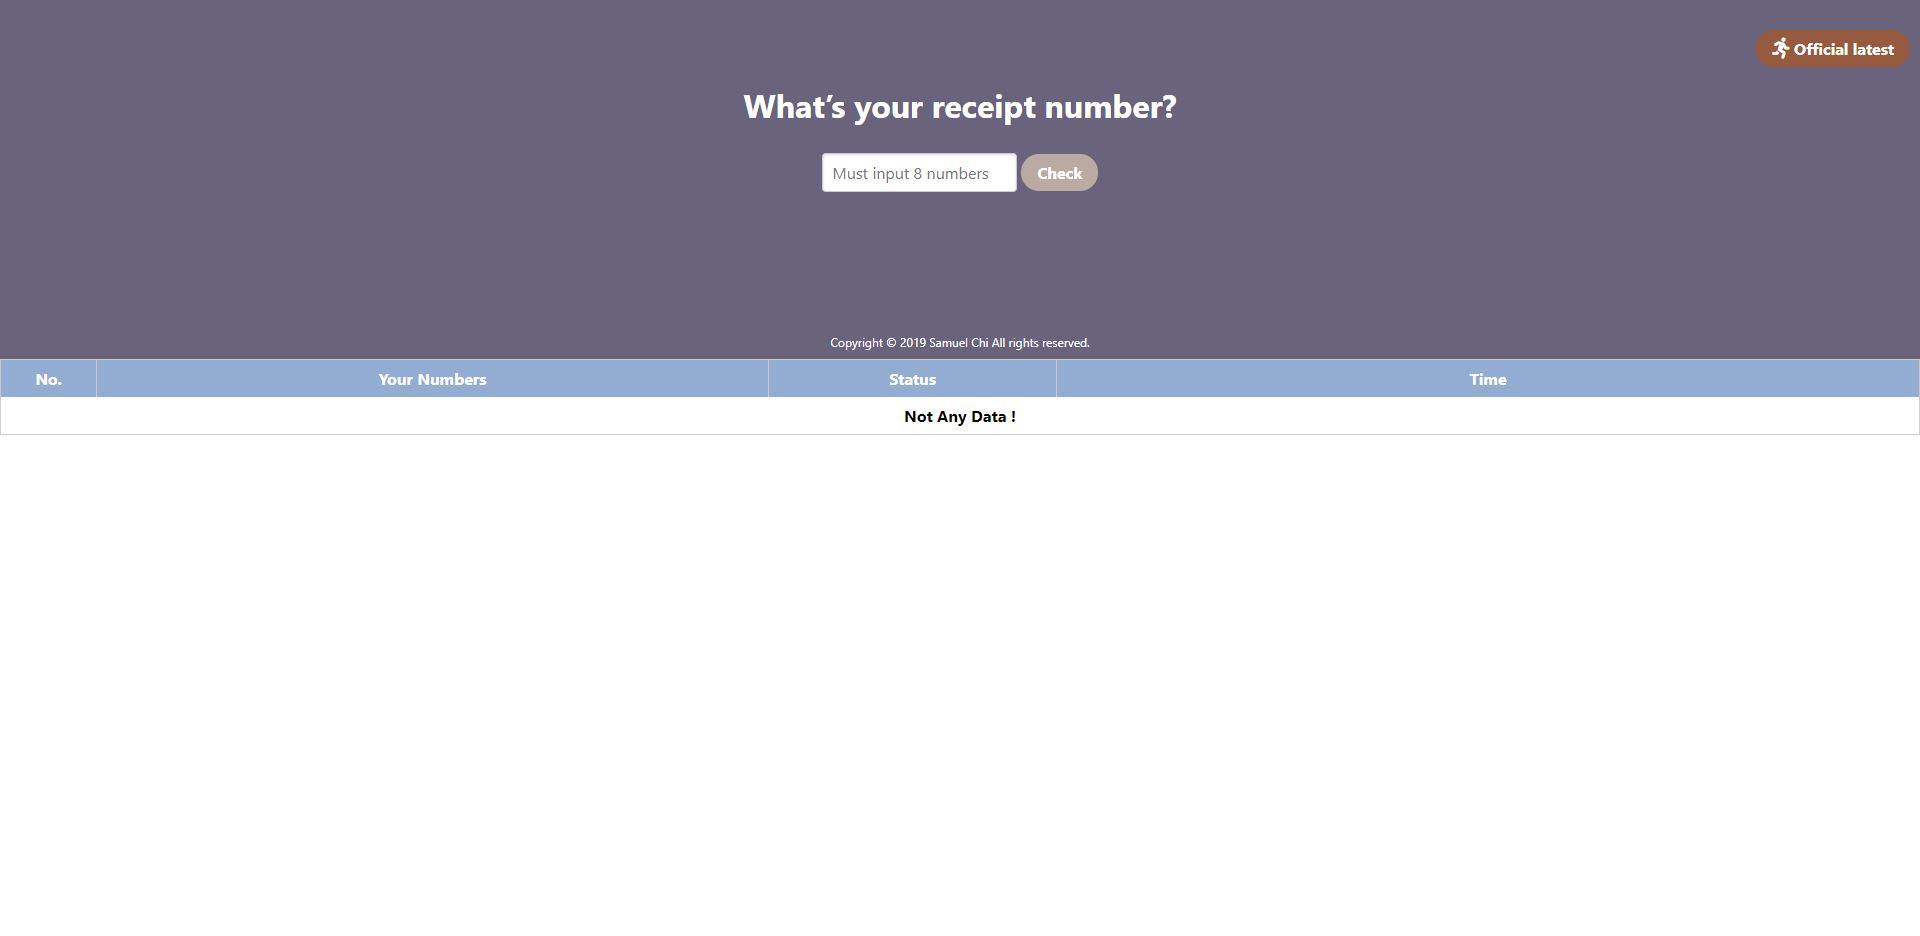 Official latest
What’s your receipt number?
Must input 8 numbers Check
Copyright © 2019 Samuel Chi All rights reserved.
No. Your Numbers Status Time
Not Any Data !